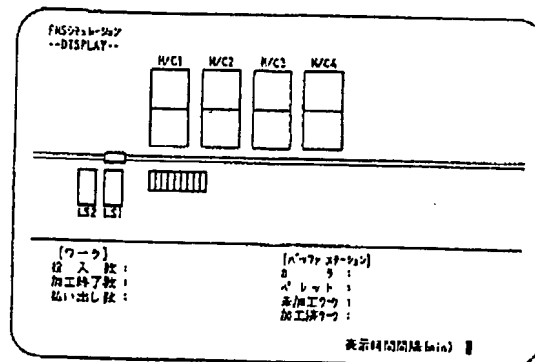 FMSシミュレーション
--DISPLAY--
M/C1 M/C2 M/C3 M/C4
LS2 LS1
[ワーク]
投入数:
加工終了数:
払い出し数:
[バッファステーション]
カラ:
パレット:
未加工ワーク:
加工済ワーク:
表示時間間隔(min)